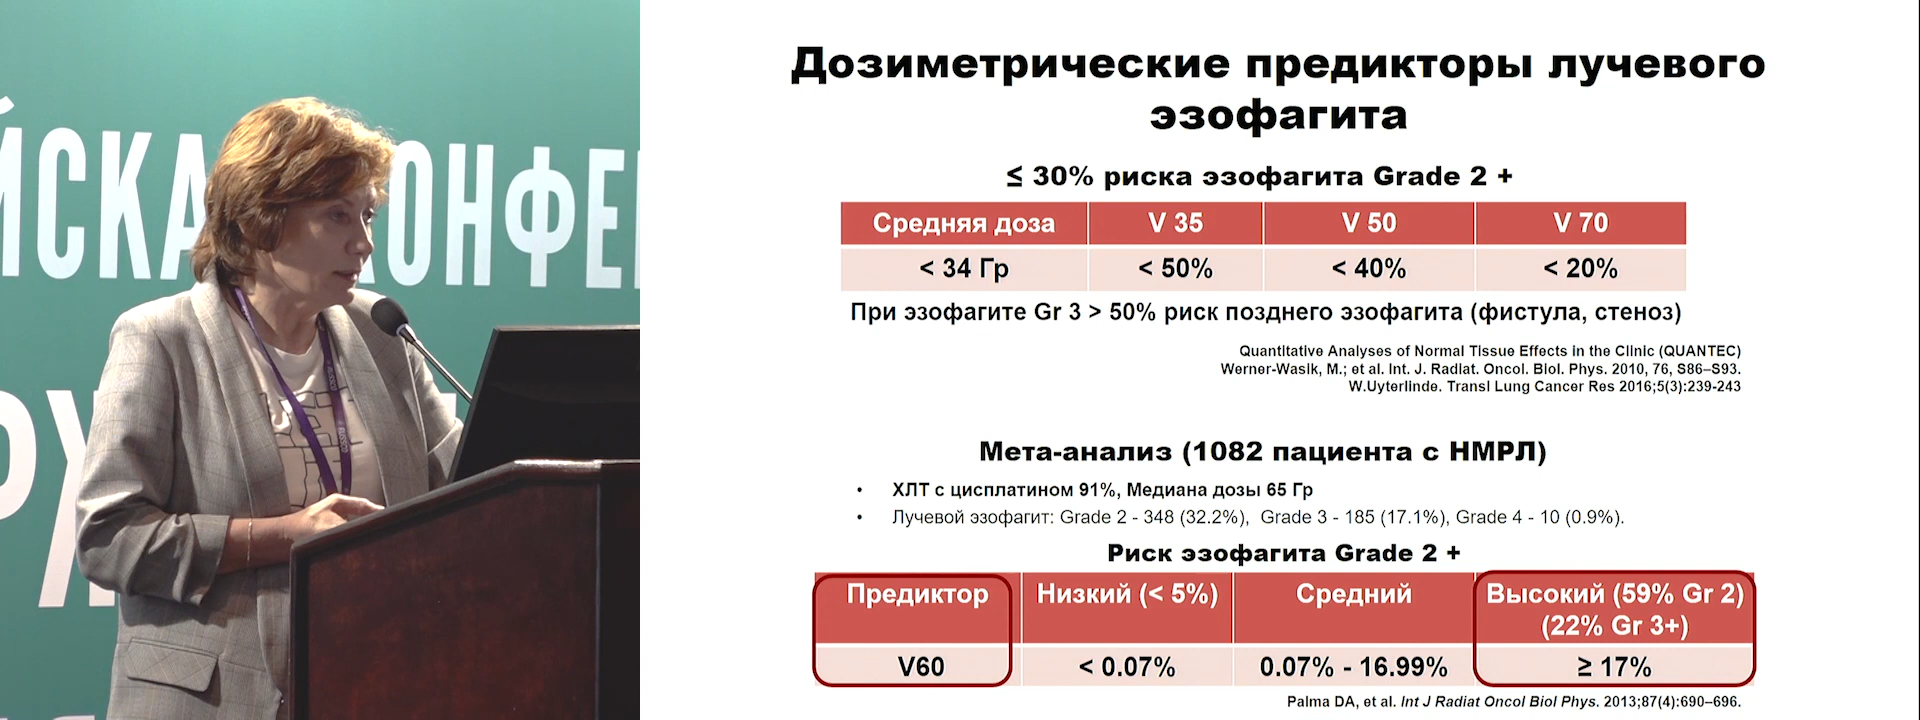 ЙСКА
ОНФЕ
РУ
Дозиметрические предикторы лучевого
эзофагита
≤ 30% риска эзофагита Grade 2 +
Средняя доза V 35 V 50 V 70
< 34 Гр < 50% < 40% < 20%
При эзофагите Gr 3 > 50% риск позднего эзофагита (фистула, стеноз)
Quantitative Analyses of Normal Tissue Effects in the Clinic (QUANTEC)
Werner-Wasik, M.; et al. Int. J. Radiat. Oncol. Biol. Phys. 2010, 76, S86–S93.
W.Uyterlinde. Transl Lung Cancer Res 2016;5(3):239-243
Мета-анализ (1082 пациента с НМРЛ)
• ХЛТ с цисплатином 91%, Медиана дозы 65 Гр
• Лучевой эзофагит: Grade 2 - 348 (32.2%), Grade 3 - 185 (17.1%), Grade 4 - 10 (0.9%).
Риск эзофагита Grade 2 +
Предиктор Низкий (< 5%) Средний Высокий (59% Gr 2)
(22% Gr 3+)
V60 < 0.07% 0.07% - 16.99% ≥ 17%
Palma DA, et al. Int J Radiat Oncol Biol Phys. 2013;87(4):690–696.